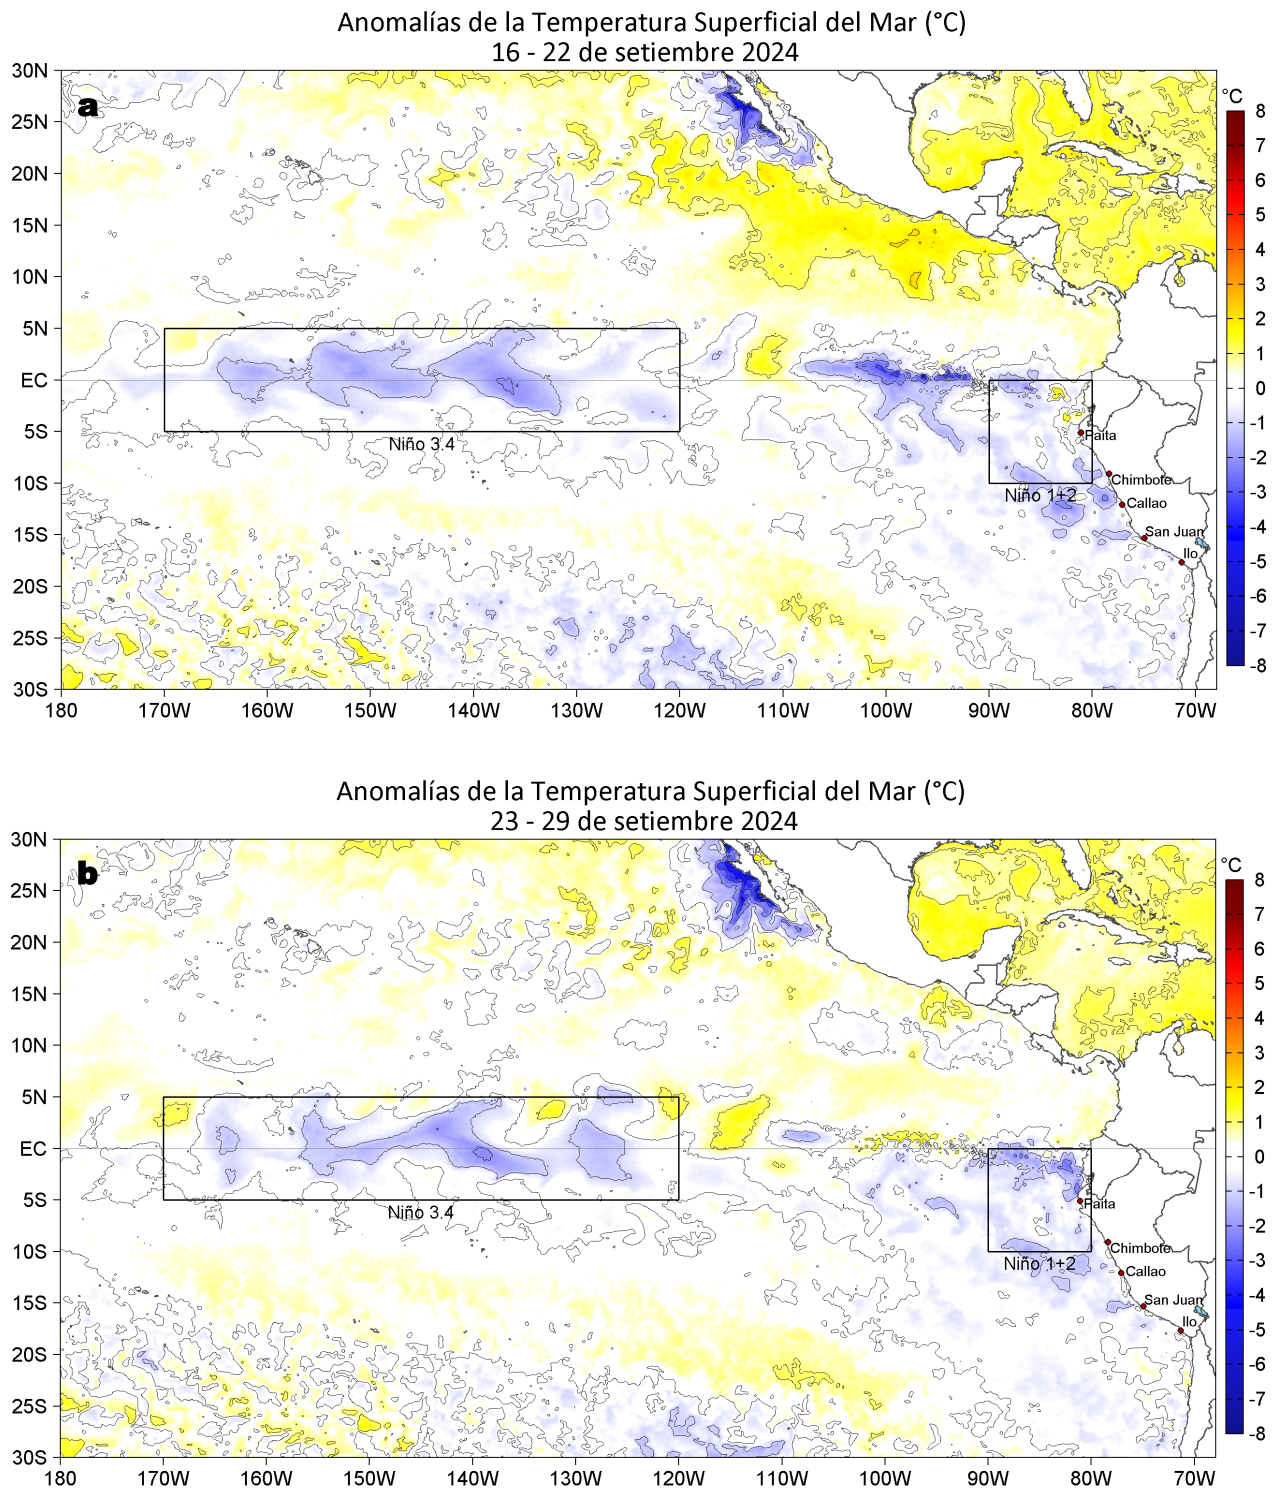 Anomalías de la Temperatura Superficial del Mar (°C)
16 - 22 de setiembre 2024
a
30N
25N
20N
15N
10N
5N
EC
5S
10S
15S
20S
25S
30S
180 170W 160W 150W 140W 130W 120W 110W 100W 90W 80W 70W
Niño 3.4
Niño 1+2
Paita
Chimbote
Callao
San Juan
Ilo
°C
8
7
6
5
4
3
2
1
0
-1
-2
-3
-4
-5
-6
-7
-8
Anomalías de la Temperatura Superficial del Mar (°C)
23 - 29 de setiembre 2024
b
30N
25N
20N
15N
10N
5N
EC
5S
10S
15S
20S
25S
30S
180 170W 160W 150W 140W 130W 120W 110W 100W 90W 80W 70W
Niño 3.4
Niño 1+2
Paita
Chimbote
Callao
San Juan
Ilo
°C
8
7
6
5
4
3
2
1
0
-1
-2
-3
-4
-5
-6
-7
-8